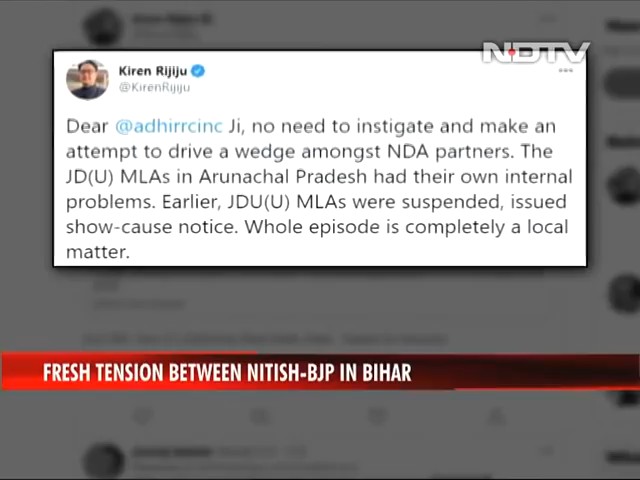 NDTV
Kiren Rijiju
@KirenRijiju
Dear @adhirrcinc Ji, no need to instigate and make an
attempt to drive a wedge amongst NDA partners. The
JD(U) MLAs in Arunachal Pradesh had their own internal
problems. Earlier, JDU(U) MLAs were suspended, issued
show-cause notice. Whole episode is completely a local
matter.
FRESH TENSION BETWEEN NITISH-BJP IN BIHAR